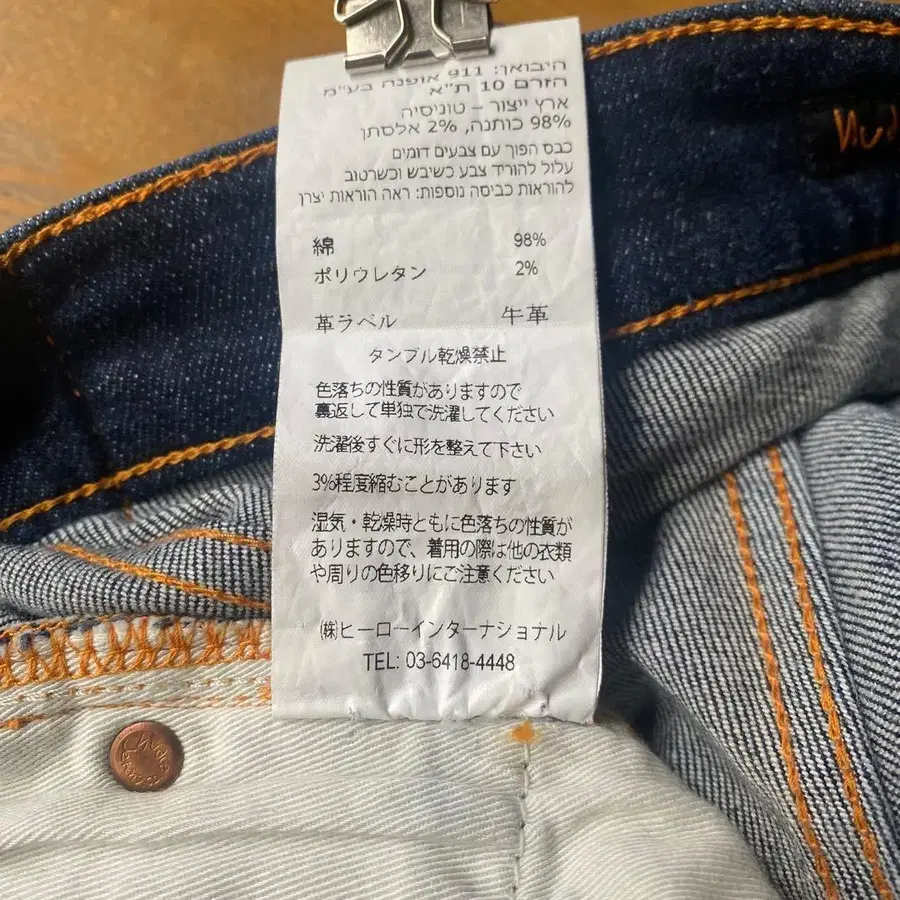 היבואן: 911 אופנה בע"מ
הזרם 10 ת"א
ארץ ייצור – טוניסיה
98% כותנה, 2% אלסתן
כבס הפוך עם צבעים דומים
עלול להוריד צבע כשיבש וכשרטוב
להוראות כביסה נוספות: ראה הוראות יצרן
綿 98%
ポリウレタン 2%
革ラベル 牛革
タンブル乾燥禁止
色落ちの性質がありますので
裏返して単独で洗濯してください
洗濯後すぐに形を整えて下さい
3%程度縮むことがあります
湿気・乾燥時ともに色落ちの性質が
ありますので、着用の際は他の衣類
や周りの色移りにご注意ください
㈱ヒーローインターナショナル
TEL: 03-6418-4448